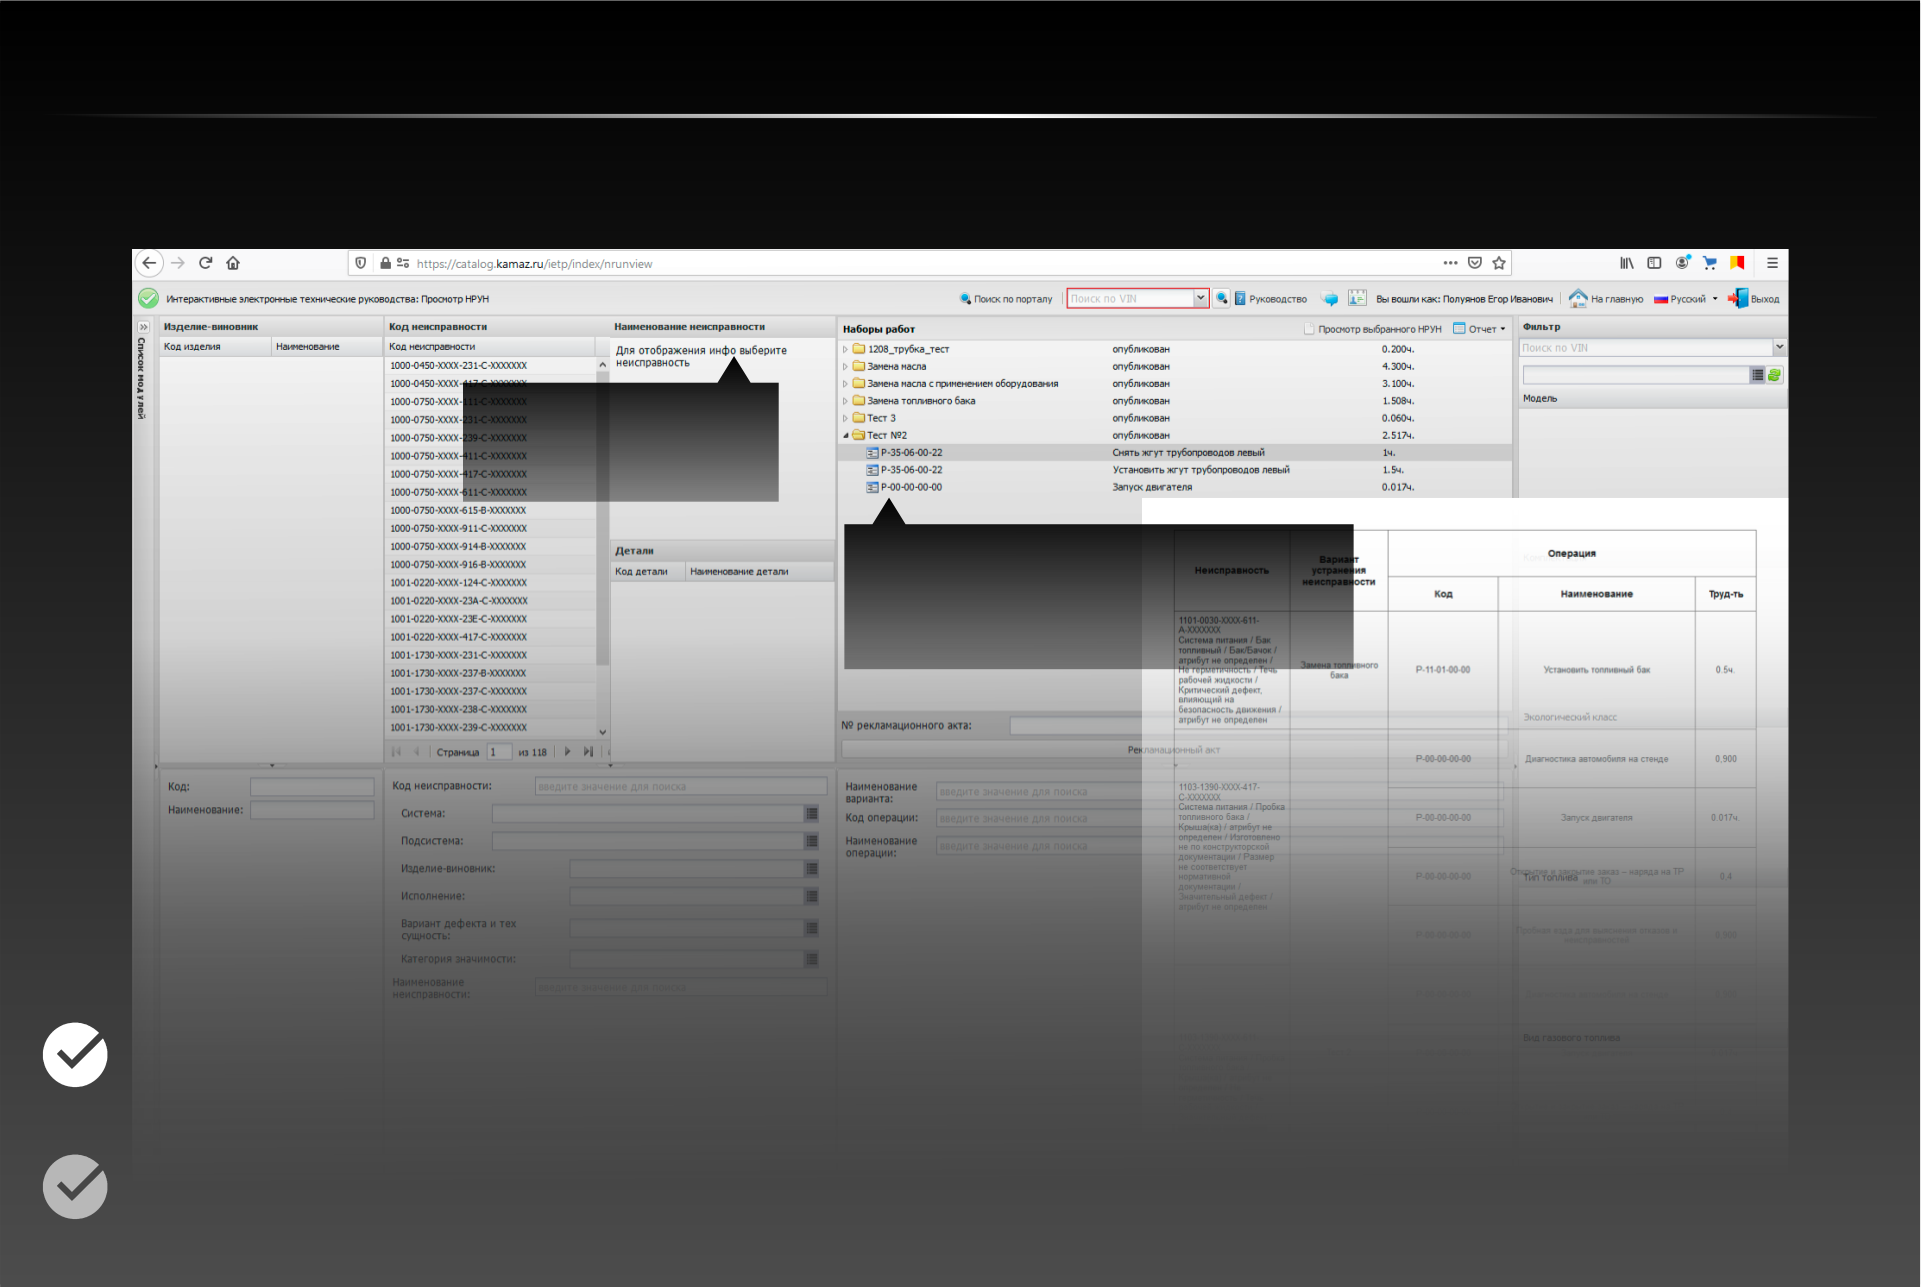 https://catalog.kamaz.ru/ietp/index/nrunview
Интерактивные электронные технические руководства: Просмотр НРУН
Поиск по порталу
Поиск по VIN
Руководство
Вы вошли как: Полуянов Егор Иванович
На главную
Русский
Выход
Список модулей
Изделие-виновник
Код изделия
Наименование
Код неисправности
Код неисправности
1000-0450-XXXX-231-C-XXXXXXX
1000-0450-XXXX-417-C-XXXXXXX
1000-0750-XXXX-111-C-XXXXXXX
1000-0750-XXXX-231-C-XXXXXXX
1000-0750-XXXX-239-C-XXXXXXX
1000-0750-XXXX-411-C-XXXXXXX
1000-0750-XXXX-417-C-XXXXXXX
1000-0750-XXXX-611-C-XXXXXXX
1000-0750-XXXX-615-B-XXXXXXX
1000-0750-XXXX-911-C-XXXXXXX
1000-0750-XXXX-914-B-XXXXXXX
1000-0750-XXXX-916-B-XXXXXXX
1001-0220-XXXX-124-C-XXXXXXX
1001-0220-XXXX-23A-C-XXXXXXX
1001-0220-XXXX-23E-C-XXXXXXX
1001-0220-XXXX-417-C-XXXXXXX
1001-1730-XXXX-231-C-XXXXXXX
1001-1730-XXXX-237-B-XXXXXXX
1001-1730-XXXX-237-C-XXXXXXX
1001-1730-XXXX-238-C-XXXXXXX
1001-1730-XXXX-239-C-XXXXXXX
Страница 1 из 118
Наименование неисправности
Для отображения инфо выберите
неисправность
Детали
Код детали
Наименование детали
Наборы работ
Просмотр выбранного НРУН
Отчет
1208_трубка_тест опубликован 0.200ч.
Замена масла опубликован 4.300ч.
Замена масла с применением оборудования опубликован 3.100ч.
Замена топливного бака опубликован 1.508ч.
Тест 3 опубликован 0.060ч.
Тест №2 опубликован 2.517ч.
Р-35-06-00-22 Снять жгут трубопроводов левый 1ч.
Р-35-06-00-22 Установить жгут трубопроводов левый 1.5ч.
Р-00-00-00-00 Запуск двигателя 0.017ч.
Фильтр
Поиск по VIN
Модель
№ рекламационного акта:
Рекламационный акт
Код:
Наименование:
Код неисправности:
введите значение для поиска
Система:
Подсистема:
Изделие-виновник:
Исполнение:
Вариант дефекта и тех
сущность:
Категория значимости:
Наименование
неисправности:
введите значение для поиска
Наименование
варианта:
введите значение для поиска
Код операции:
введите значение для поиска
Наименование
операции:
введите значение для поиска
Неисправность
Вариант
устранения
неисправности
Операция
Код
Наименование
Труд-ть
1101-0030-XXXX-611-
A-XXXXXXX
Система питания / Бак
топливный / Бак/Бачок /
атрибут не определен /
Не герметичность / Течь
рабочей жидкости /
Критический дефект,
влияющий на
безопасность движения /
атрибут не определен
Замена топливного
бака
Р-11-01-00-00
Установить топливный бак
0.5ч.
Экологический класс
Р-00-00-00-00
Диагностика автомобиля на стенде
0,900
1103-1390-XXXX-417-
C-XXXXXXX
Система питания / Пробка
топливного бака /
Крыша(ка) / атрибут не
определен / Изготовлено
не по конструкторской
документации / Размер
не соответствует
нормативной
документации /
Значительный дефект /
атрибут не определен
Р-00-00-00-00
Запуск двигателя
0.017ч.
Р-00-00-00-00
Открытие и закрытие заказ – наряда на ТР
или ТО
0.4
Тип топлива
Р-00-00-00-00
Пробная езда для выяснения отказов и
неисправностей
Вид газового топлива